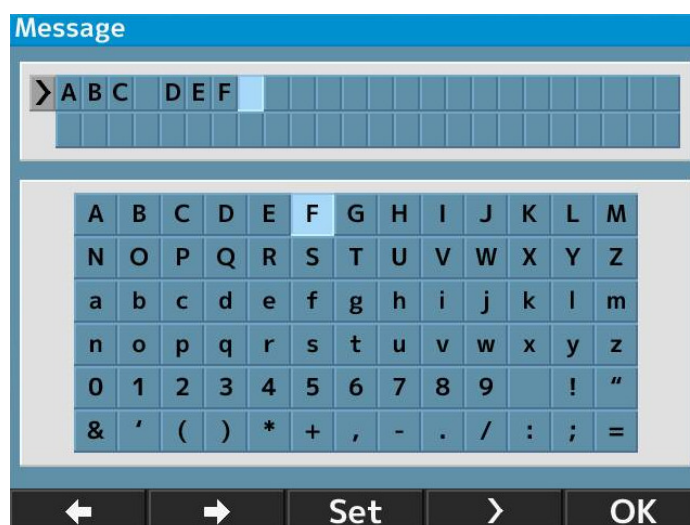 Message
> ABC DEF
A B C D E F G H I J K L M
N O P Q R S T U V W X Y Z
a b c d e f g h i j k l m
n o p q r s t u v w x y z
0 1 2 3 4 5 6 7 8 9 ! "
& ' ( ) * + , - . / : ; =
← → Set > OK